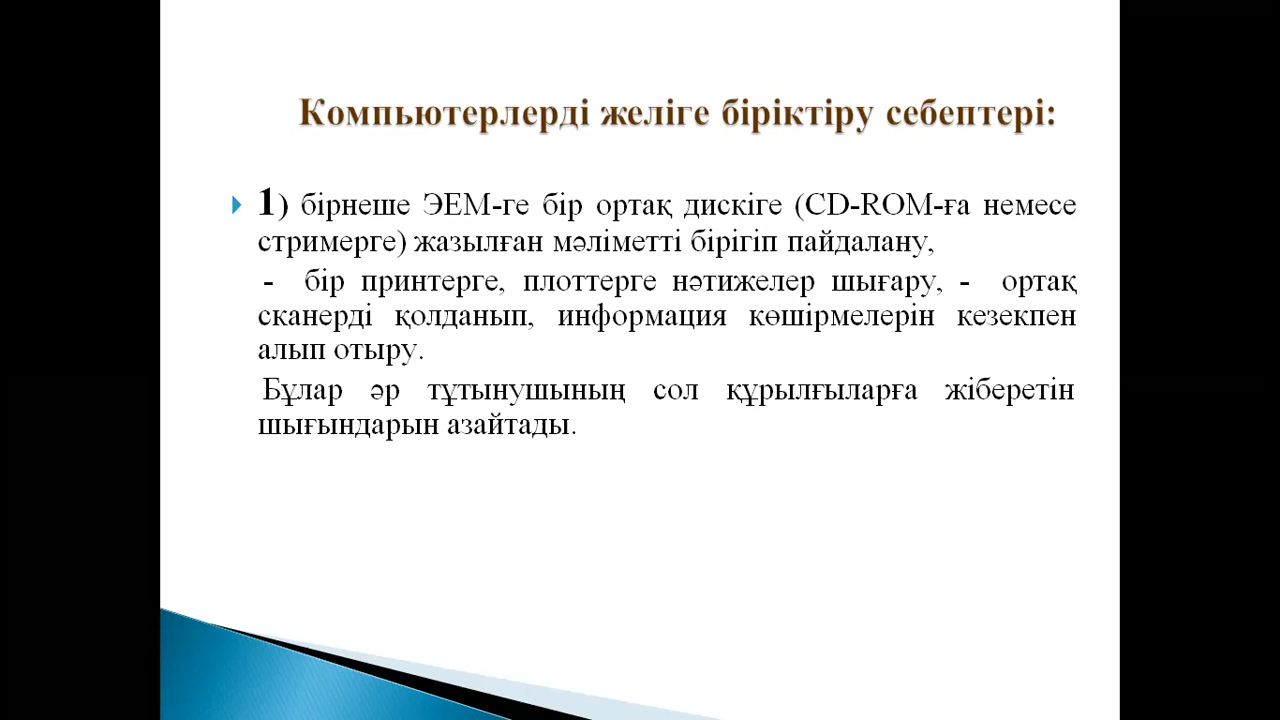 Компьютерлерді желіге біріктіру себептері:
1) бірнеше ЭЕМ-ге бір ортақ дискіге (CD-ROM-ға немесе
стримерге) жазылған мәліметті бірігіп пайдалану,
- бір принтерге, плоттерге нәтижелер шығару, - ортақ
сканерді қолданып, информация көшірмелерін кезекпен
алып отыру.
Бұлар әр тұтынушының сол құрылғыларға жіберетін
шығындарын азайтады.